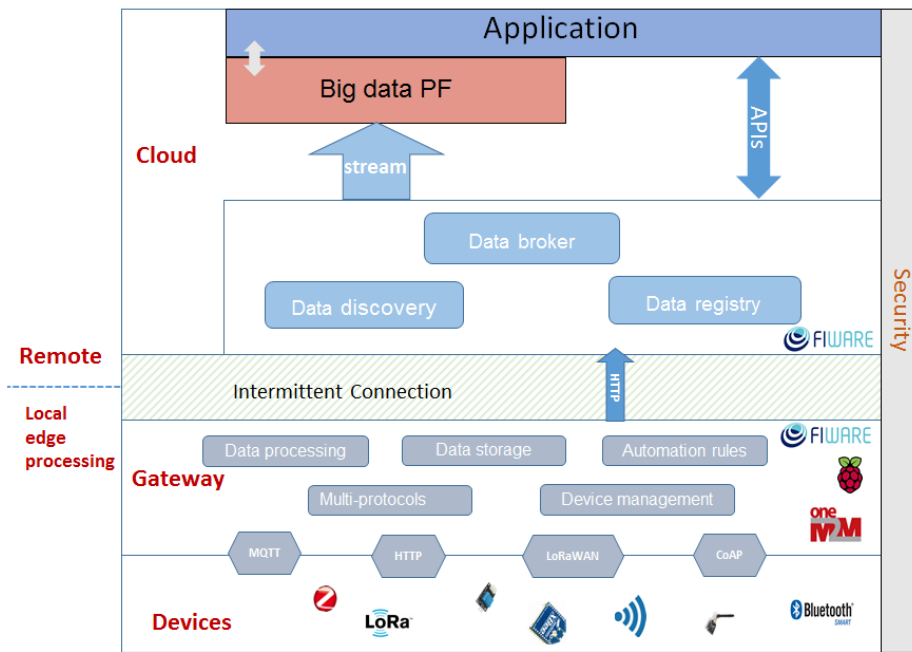 Application
Big data PF
APIs
Cloud
stream
Data broker
Data discovery
Data registry
FIWARE
Security
Remote
Intermittent Connection
HTTP
Local
edge
processing
FIWARE
Data processing
Data storage
Automation rules
Gateway
Multi-protocols
Device management
one
M2M
MQTT
HTTP
LoRaWAN
CoAP
Devices
LoRa
Bluetooth
SMART